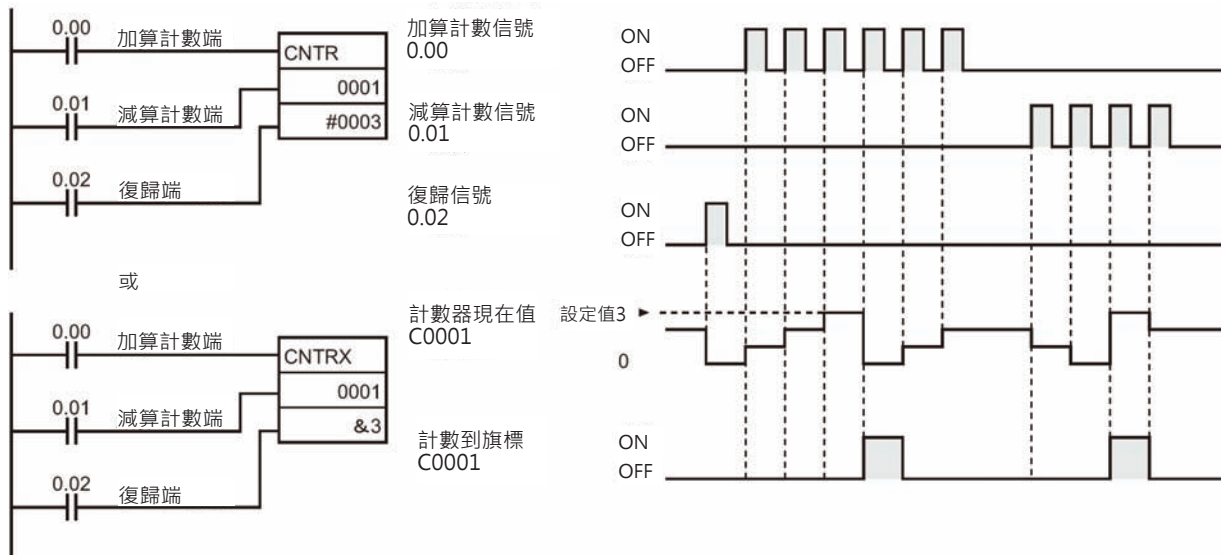 0.00
加算計數端
CNTR
0001
#0003
0.01
減算計數端
0.02
復歸端
或
0.00
加算計數端
CNTRX
0001
&3
0.01
減算計數端
0.02
復歸端
加算計數信號
0.00
ON
OFF
減算計數信號
0.01
ON
OFF
復歸信號
0.02
ON
OFF
計數器現在值
C0001
設定值3
0
計數到旗標
C0001
ON
OFF